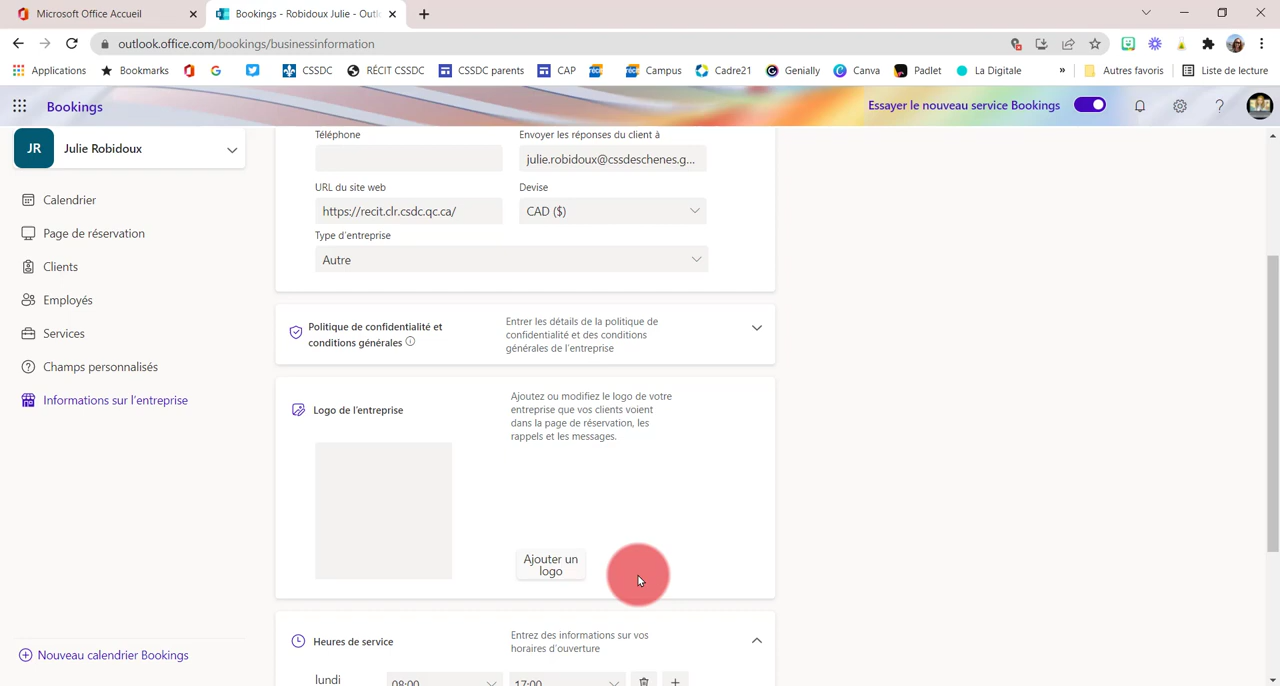 Microsoft Office Accueil
Bookings - Robidoux Julie - Outl
outlook.office.com/bookings/businessinformation
Applications
Bookmarks
CSSDC
RÉCIT CSSDC
CSSDC parents
CAP
Campus
Cadre21
Genially
Canva
Padlet
La Digitale
»
Autres favoris
Liste de lecture
Bookings
Essayer le nouveau service Bookings
JR
Julie Robidoux
Calendrier
Page de réservation
Clients
Employés
Services
Champs personnalisés
Informations sur l'entreprise
Nouveau calendrier Bookings
Téléphone
Envoyer les réponses du client à
julie.robidoux@cssdeschenes.g...
URL du site web
Devise
https://recit.clr.csdc.qc.ca/
CAD ($)
Type d'entreprise
Autre
Politique de confidentialité et
conditions générales
Entrer les détails de la politique de
confidentialité et des conditions
générales de l'entreprise
Logo de l'entreprise
Ajoutez ou modifiez le logo de votre
entreprise que vos clients voient
dans la page de réservation, les
rappels et les messages.
Ajouter un
logo
Heures de service
Entrez des informations sur vos
horaires d'ouverture
lundi
08:00
17:00